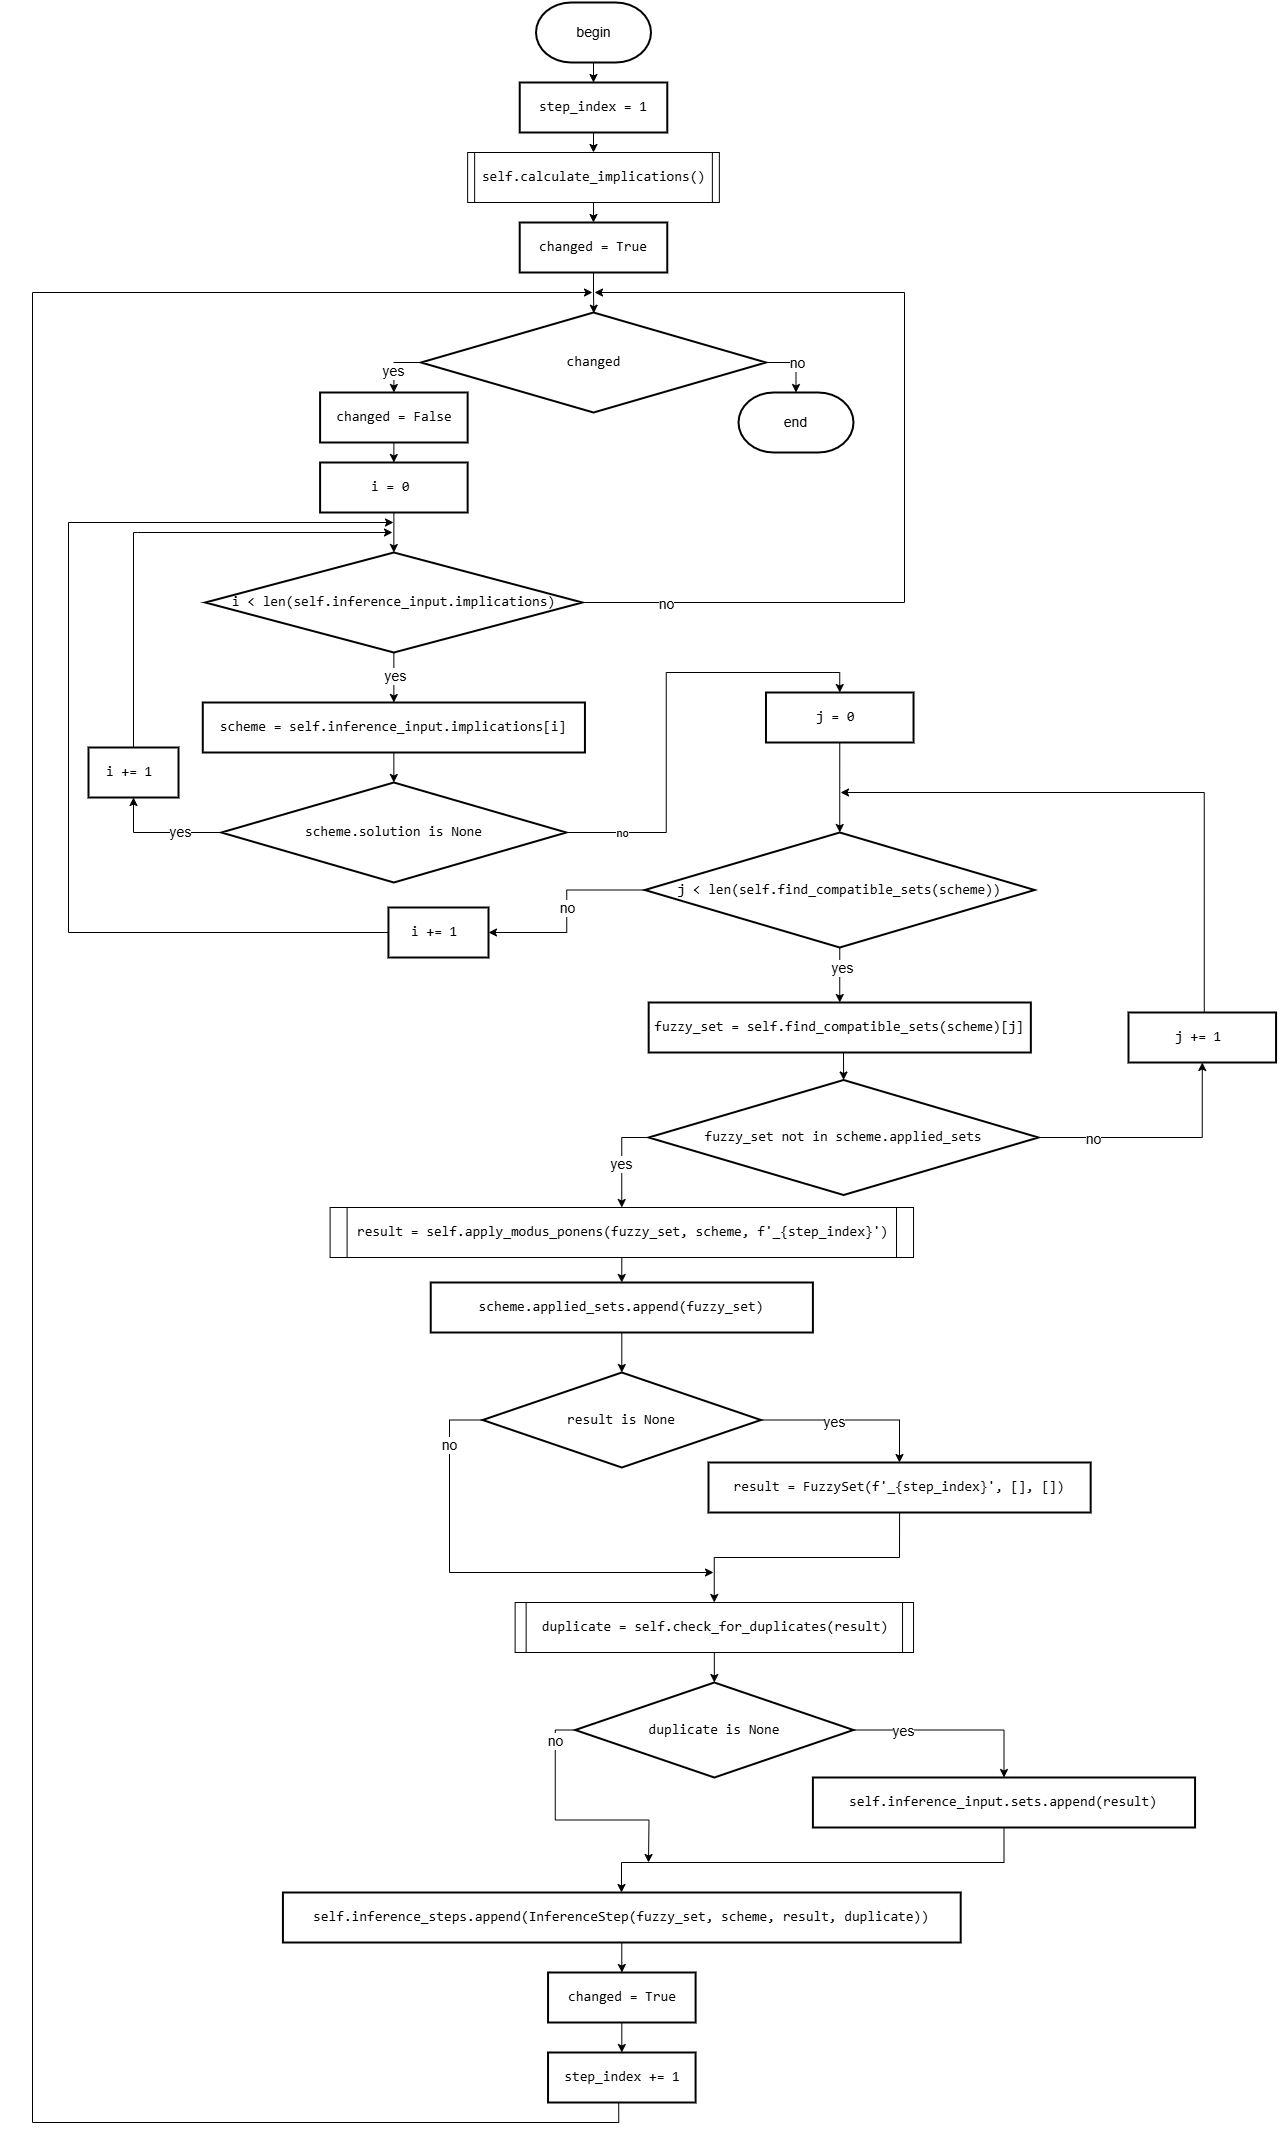 begin
step_index = 1
self.calculate_implications()
changed = True
changed
yes
no
changed = False
end
i = 0
i < len(self.inference_input.implications)
no
yes
scheme = self.inference_input.implications[i]
j = 0
i += 1
scheme.solution is None
yes
no
j < len(self.find_compatible_sets(scheme))
no
i += 1
yes
fuzzy_set = self.find_compatible_sets(scheme)[j]
j += 1
fuzzy_set not in scheme.applied_sets
no
yes
result = self.apply_modus_ponens(fuzzy_set, scheme, f'_{step_index}')
scheme.applied_sets.append(fuzzy_set)
result is None
yes
no
result = FuzzySet(f'_{step_index}', [], [])
duplicate = self.check_for_duplicates(result)
duplicate is None
yes
no
self.inference_input.sets.append(result)
self.inference_steps.append(InferenceStep(fuzzy_set, scheme, result, duplicate))
changed = True
step_index += 1